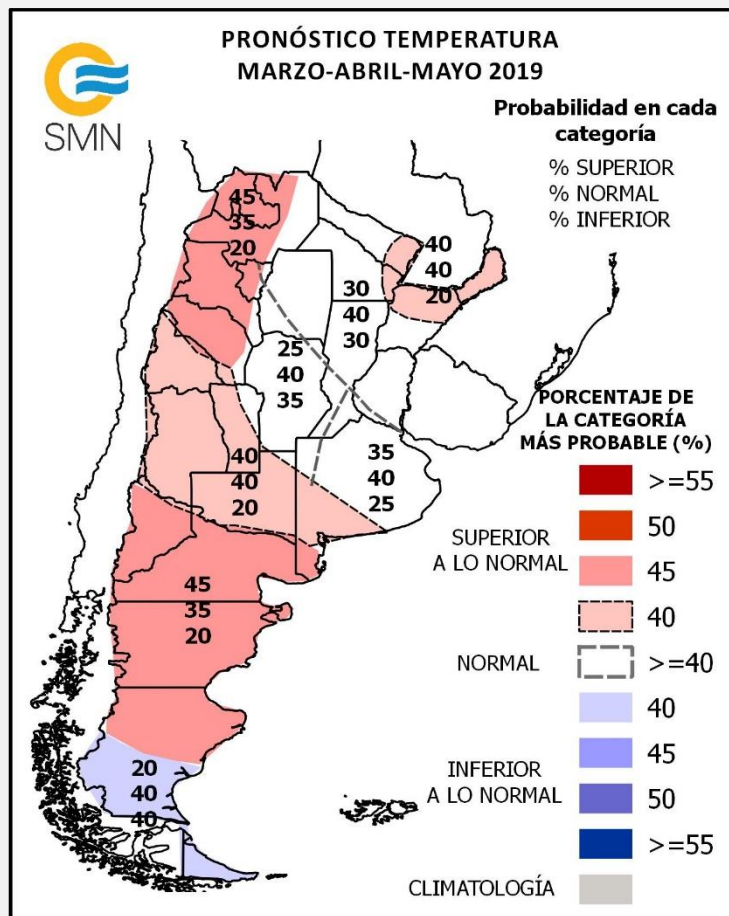 PRONÓSTICO TEMPERATURA
MARZO-ABRIL-MAYO 2019
SMN
Probabilidad en cada
categoría
% SUPERIOR
% NORMAL
% INFERIOR
45
35
20
40
40
20
30
40
30
25
40
35
40
40
20
35
40
25
45
35
20
20
40
40
PORCENTAJE DE
LA CATEGORÍA
MÁS PROBABLE (%)
SUPERIOR
A LO NORMAL
>=55
50
45
40
NORMAL
>=40
INFERIOR
A LO NORMAL
40
45
50
>=55
CLIMATOLOGÍA